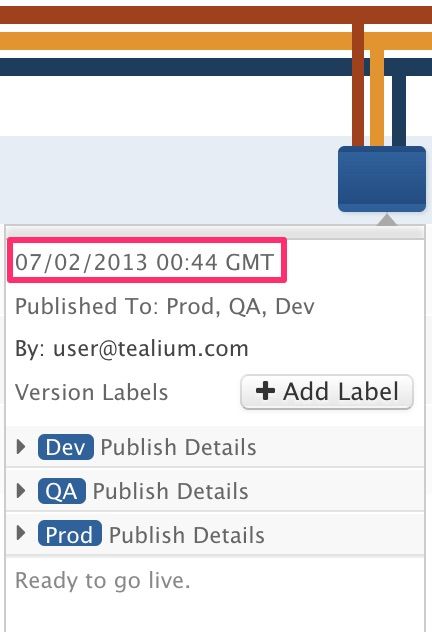 07/02/2013 00:44 GMT
Published To: Prod, QA, Dev
By: user@tealium.com
Version Labels
+ Add Label
Dev Publish Details
QA Publish Details
Prod Publish Details
Ready to go live.